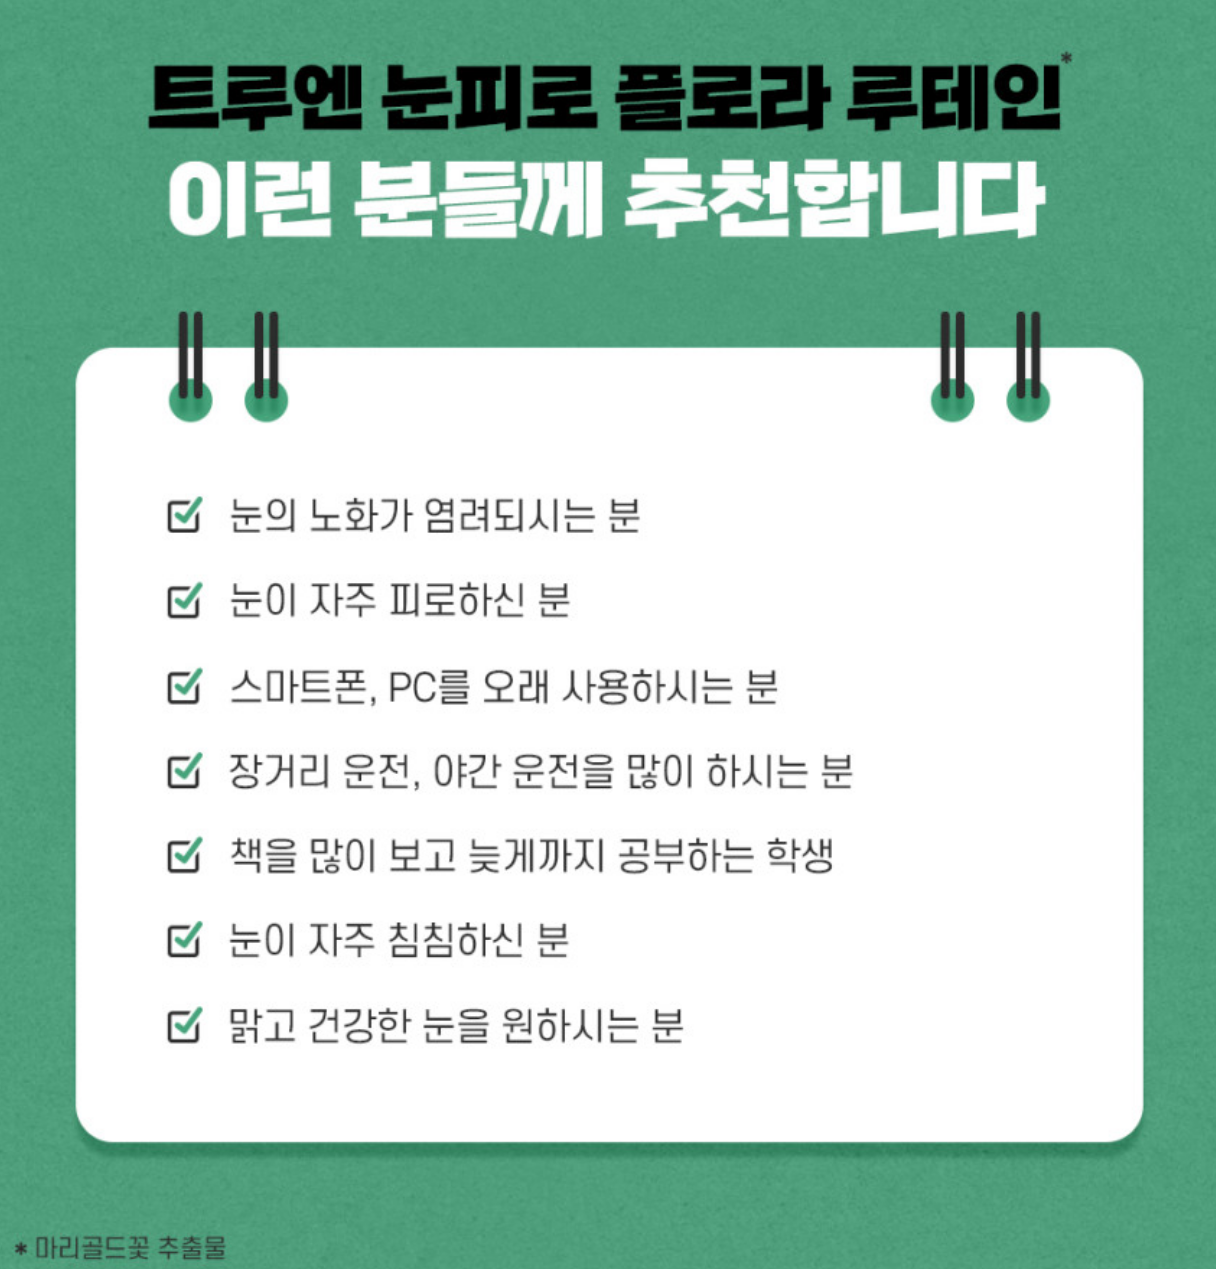 트루엔 눈피로 플로라 루테인*
이런 분들께 추천합니다
눈의 노화가 염려되시는 분
눈이 자주 피로하신 분
스마트폰, PC를 오래 사용하시는 분
장거리 운전, 야간 운전을 많이 하시는 분
책을 많이 보고 늦게까지 공부하는 학생
눈이 자주 침침하신 분
맑고 건강한 눈을 원하시는 분
* 마리골드꽃 추출물